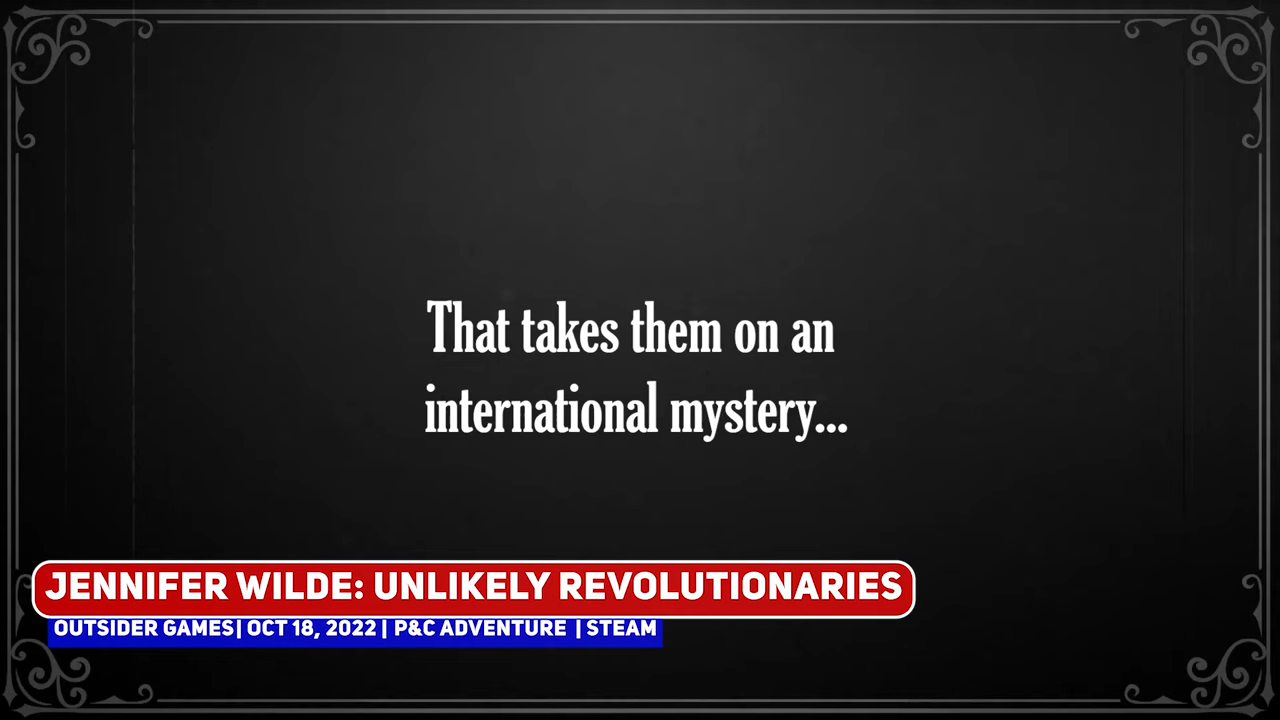 That takes them on an
international mystery...
JENNIFER WILDE: UNLIKELY REVOLUTIONARIES
OUTSIDER GAMES| OCT 18, 2022 | P&C ADVENTURE | STEAM